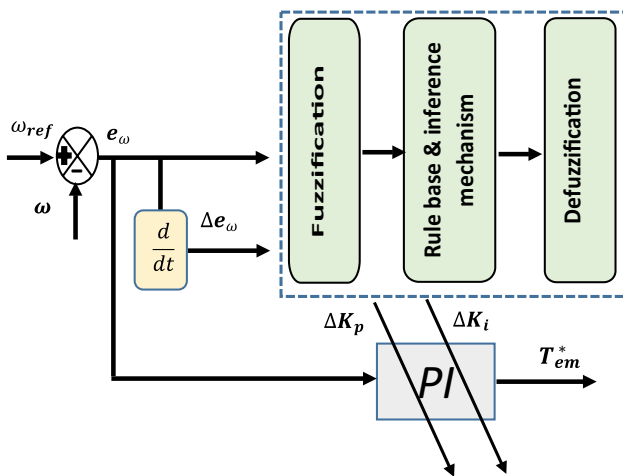 ω_ref
+
-
ω
e_ω
d
dt
Δe_ω
Fuzzification
Rule base & inference
mechanism
Defuzzification
ΔK_p
ΔK_i
PI
T*_em